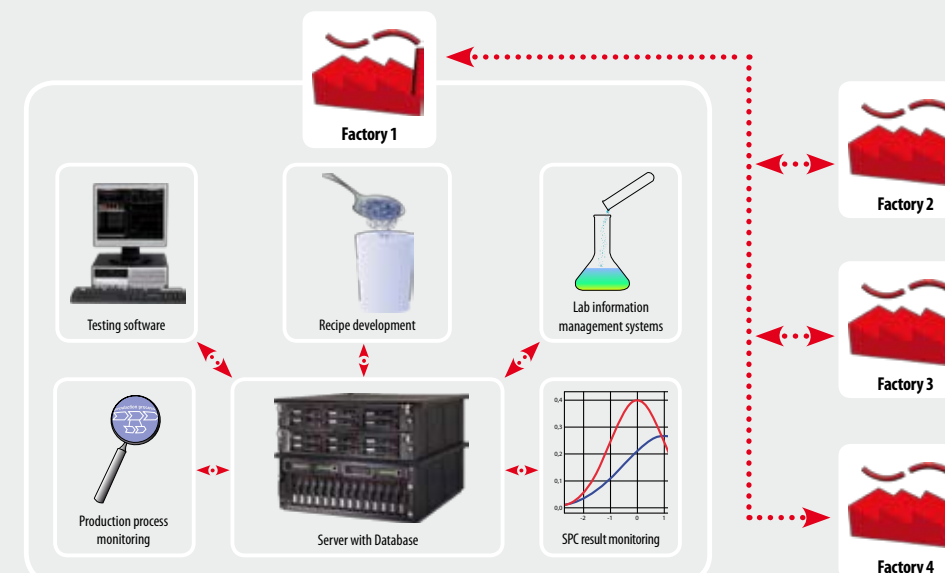 Factory 1
Factory 2
Testing software
Recipe development
Lab information
management systems
Factory 3
Production process
monitoring
Server with Database
0,4
0,3
0,2
0,1
0,0
-2 -1 0 1
SPC result monitoring
Factory 4